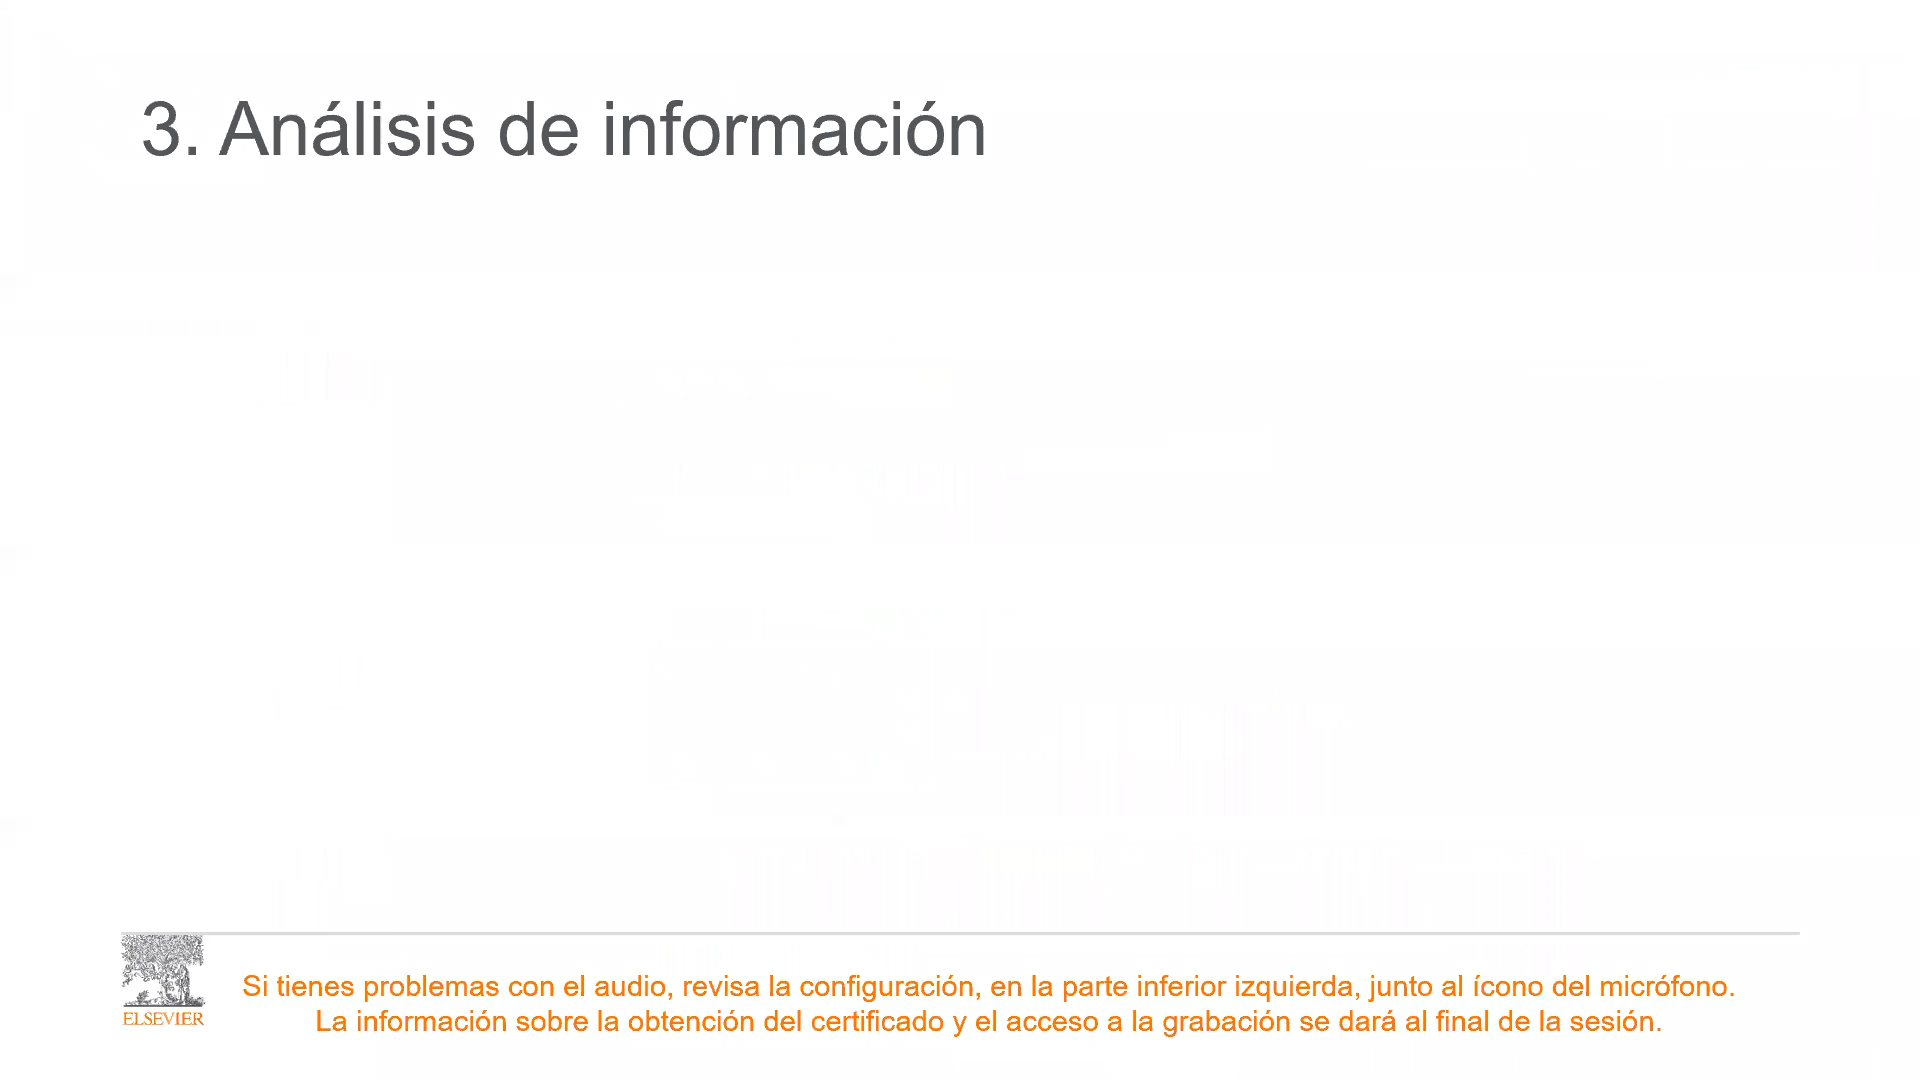 3. Análisis de información
Si tienes problemas con el audio, revisa la configuración, en la parte inferior izquierda, junto al ícono del micrófono.
La información sobre la obtención del certificado y el acceso a la grabación se dará al final de la sesión.
ELSEVIER